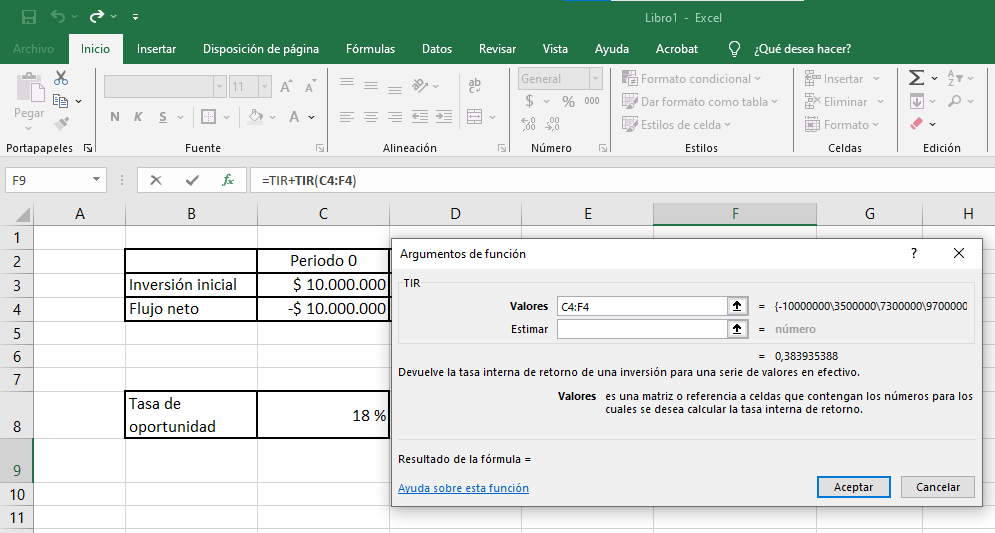 Libro1 - Excel
Archivo Inicio Insertar Disposición de página Fórmulas Datos Revisar Vista Ayuda Acrobat ¿Qué desea hacer?
Pegar
N K S
11
A A
A
ab
General
$ % 000
Formato condicional
Dar formato como tabla
Estilos de celda
Insertar
Eliminar
Formato
Portapapeles Fuente Alineación Número Estilos Celdas Edición
F9 fx =TIR+TIR(C4:F4)
A B C D E F G H
1
2 Periodo 0
3 Inversión inicial $ 10.000.000
4 Flujo neto -$ 10.000.000
5
6
7
8 Tasa de
oportunidad 18 %
9
10
11
Argumentos de función ?
TIR
Valores C4:F4 = {-10000000\3500000\7300000\9700000
Estimar = número
= 0,383935388
Devuelve la tasa interna de retorno de una inversión para una serie de valores en efectivo.
Valores es una matriz o referencia a celdas que contengan los números para los
cuales se desea calcular la tasa interna de retorno.
Resultado de la fórmula =
Ayuda sobre esta función
Aceptar Cancelar